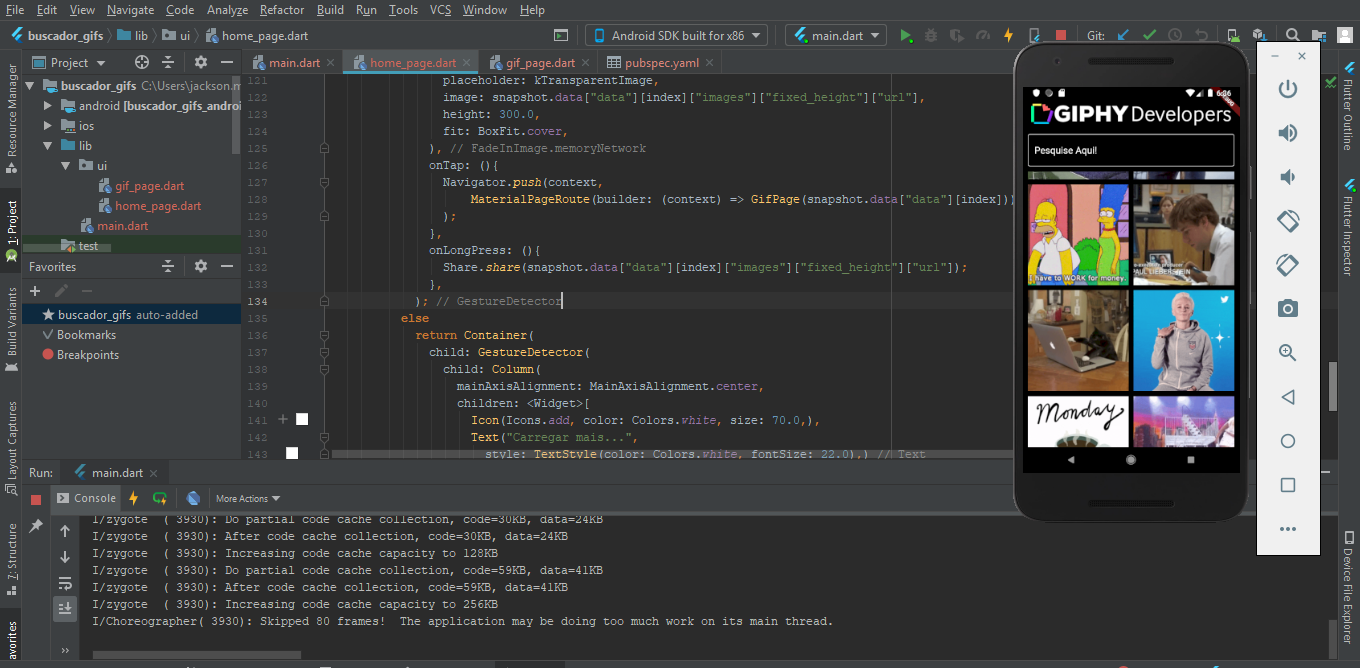 File Edit View Navigate Code Analyze Refactor Build Run Tools VCS Window Help
buscador_gifs lib ui home_page.dart
Android SDK built for x86 main.dart Git:
Project
main.dart home_page.dart gif_page.dart pubspec.yaml
buscador_gifs C:\Users\jackson.m
android [buscador_gifs_androi
ios
lib
ui
gif_page.dart
home_page.dart
main.dart
test
Favorites
buscador_gifs auto-added
Bookmarks
Breakpoints
Resource Manager
1: Project
Build Variants
Layout Captures
7: Structure
avorites
121 placeholder: kTransparentImage,
122 image: snapshot.data["data"][index]["images"]["fixed_height"]["url"],
123 height: 300.0,
124 fit: BoxFit.cover,
125 ), // FadeInImage.memoryNetwork
126 onTap: (){
127 Navigator.push(context,
128 MaterialPageRoute(builder: (context) => GifPage(snapshot.data["data"][index]))
129 );
130 },
131 onLongPress: (){
132 Share.share(snapshot.data["data"][index]["images"]["fixed_height"]["url"]);
133 },
134 ); // GestureDetector
135 else
136 return Container(
137 child: GestureDetector(
138 child: Column(
139 mainAxisAlignment: MainAxisAlignment.center,
140 children: <Widget>[
141 Icon(Icons.add, color: Colors.white, size: 70.0,),
142 Text("Carregar mais...",
143 style: TextStyle(color: Colors.white, fontSize: 22.0),) // Text
6:36
GIPHY Developers
Pesquise Aqui!
I have to WORK for money.
PAUL LIEBERSTEIN
Monday
Flutter Outline
Flutter Inspector
Device File Explorer
Run: main.dart
Console More Actions
I/zygote ( 3930): Do partial code cache collection, code=30KB, data=24KB
I/zygote ( 3930): After code cache collection, code=30KB, data=24KB
I/zygote ( 3930): Increasing code cache capacity to 128KB
I/zygote ( 3930): Do partial code cache collection, code=59KB, data=41KB
I/zygote ( 3930): After code cache collection, code=59KB, data=41KB
I/zygote ( 3930): Increasing code cache capacity to 256KB
I/Choreographer( 3930): Skipped 80 frames! The application may be doing too much work on its main thread.